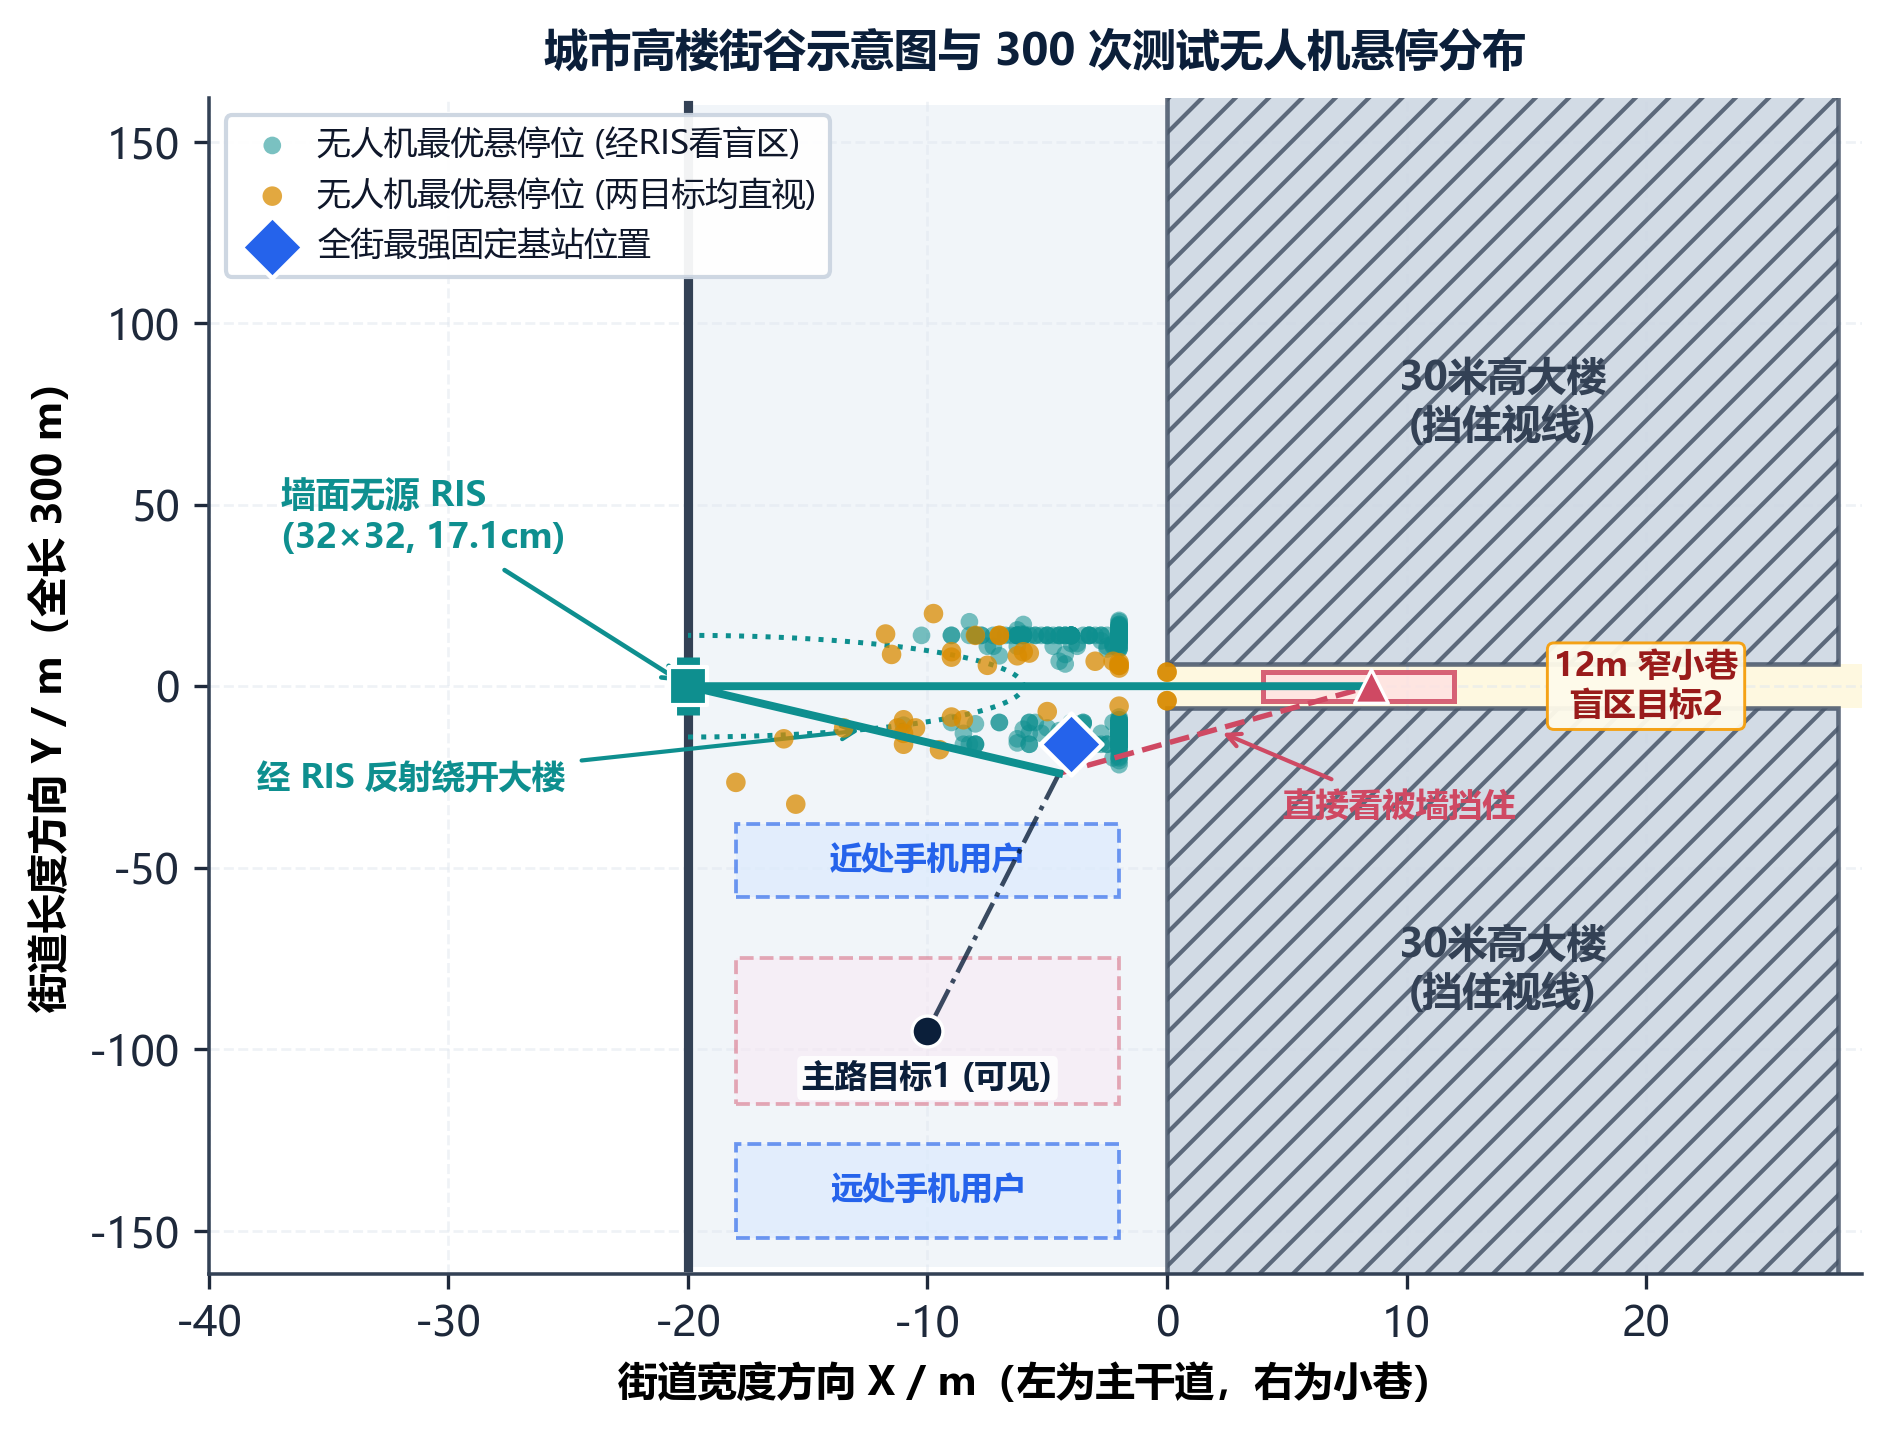 城市高楼街谷示意图与 300 次测试无人机悬停分布
无人机最优悬停位 (经RIS看盲区)
无人机最优悬停位 (两目标均直视)
全街最强固定基站位置
街道长度方向 Y / m（全长 300 m）
150
100
50
0
-50
-100
-150
墙面无源 RIS
(32×32, 17.1cm)
经 RIS 反射绕开大楼
30米高大楼
(挡住视线)
12m 窄小巷
盲区目标2
直接看被墙挡住
近处手机用户
30米高大楼
(挡住视线)
主路目标1 (可见)
远处手机用户
-40
-30
-20
-10
0
10
20
街道宽度方向 X / m（左为主干道，右为小巷）